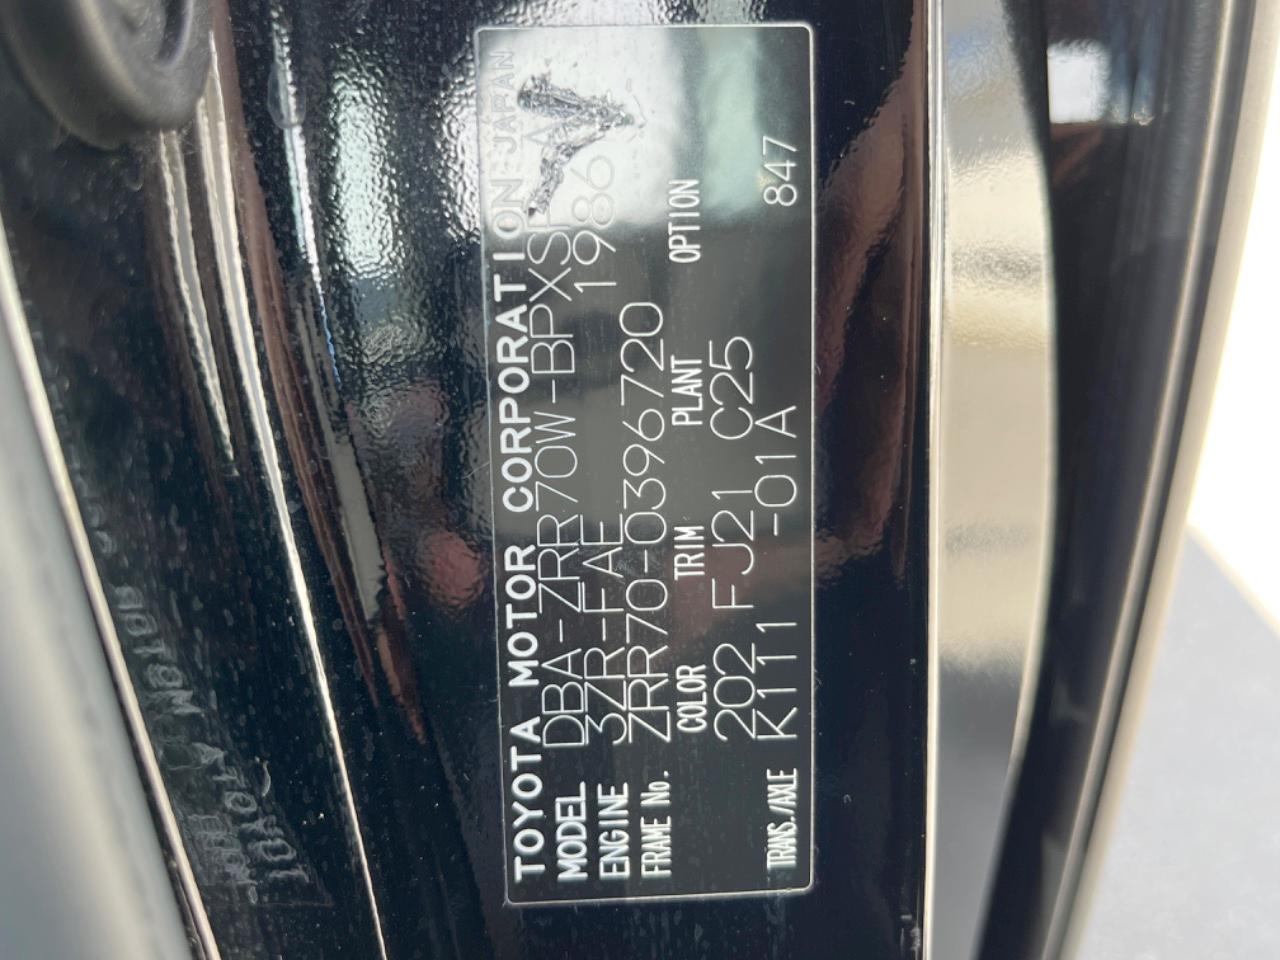 TOYOTA MOTOR CORPORATION JAPAN
MODEL DBA-ZRR70W-BPXSP
ENGINE 3ZR-FAE 1986
FRAME No. ZRR70-0396720
COLOR TRIM PLANT OPTION
202 FJ21 C25
TRANS./AXLE K111 -01A 847